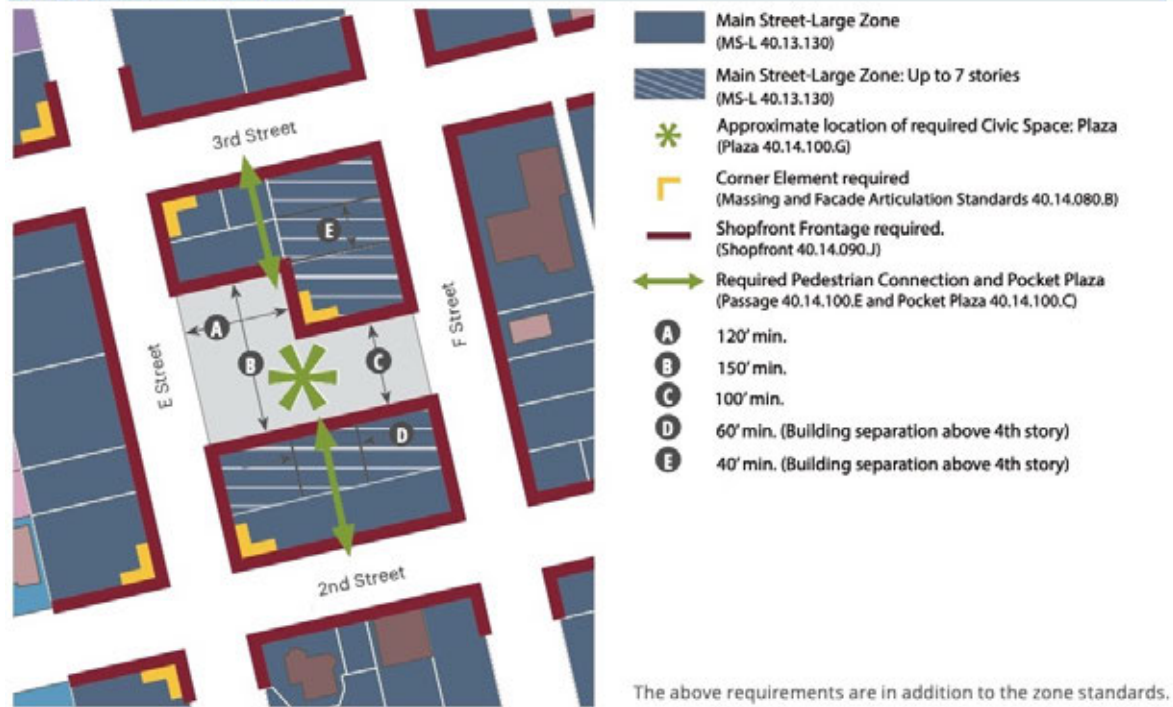 3rd Street
E Street
F Street
2nd Street
A
B
C
D
E
Main Street-Large Zone
(MS-L 40.13.130)
Main Street-Large Zone: Up to 7 stories
(MS-L 40.13.130)
Approximate location of required Civic Space: Plaza
(Plaza 40.14.100.G)
Corner Element required
(Massing and Facade Articulation Standards 40.14.080.B)
Shopfront Frontage required.
(Shopfront 40.14.090.J)
Required Pedestrian Connection and Pocket Plaza
(Passage 40.14.100.E and Pocket Plaza 40.14.100.C)
A 120' min.
B 150' min.
C 100' min.
D 60' min. (Building separation above 4th story)
E 40' min. (Building separation above 4th story)
The above requirements are in addition to the zone standards.